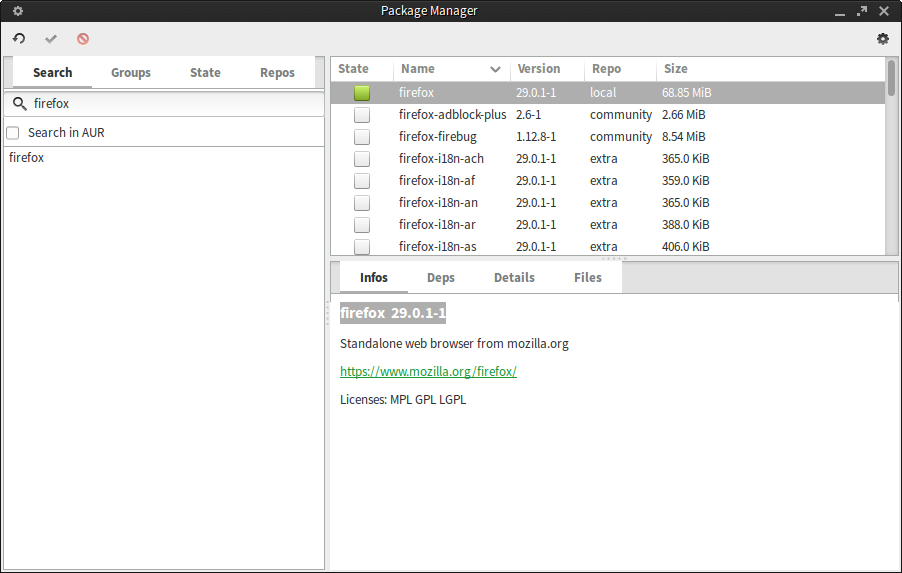 Package Manager
Search Groups State Repos
firefox
Search in AUR
firefox
State Name Version Repo Size
firefox 29.0.1-1 local 68.85 MiB
firefox-adblock-plus 2.6-1 community 2.66 MiB
firefox-firebug 1.12.8-1 community 8.54 MiB
firefox-i18n-ach 29.0.1-1 extra 365.0 KiB
firefox-i18n-af 29.0.1-1 extra 359.0 KiB
firefox-i18n-an 29.0.1-1 extra 365.0 KiB
firefox-i18n-ar 29.0.1-1 extra 388.0 KiB
firefox-i18n-as 29.0.1-1 extra 406.0 KiB
Infos Deps Details Files
firefox 29.0.1-1
Standalone web browser from mozilla.org
https://www.mozilla.org/firefox/
Licenses: MPL GPL LGPL